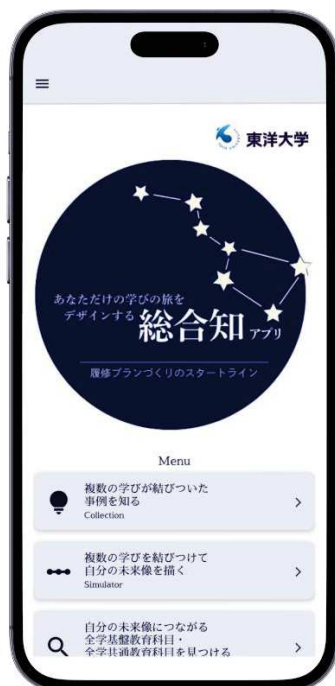 東洋大学
あなただけの学びの旅を
デザインする 総合知 アプリ
履修プランづくりのスタートライン
Menu
複数の学びが結びついた
事例を知る
Collection
複数の学びを結びつけて
自分の未来像を描く
Simulator
自分の未来像につながる
全学基盤教育科目・
全学共通教育科目を見つける